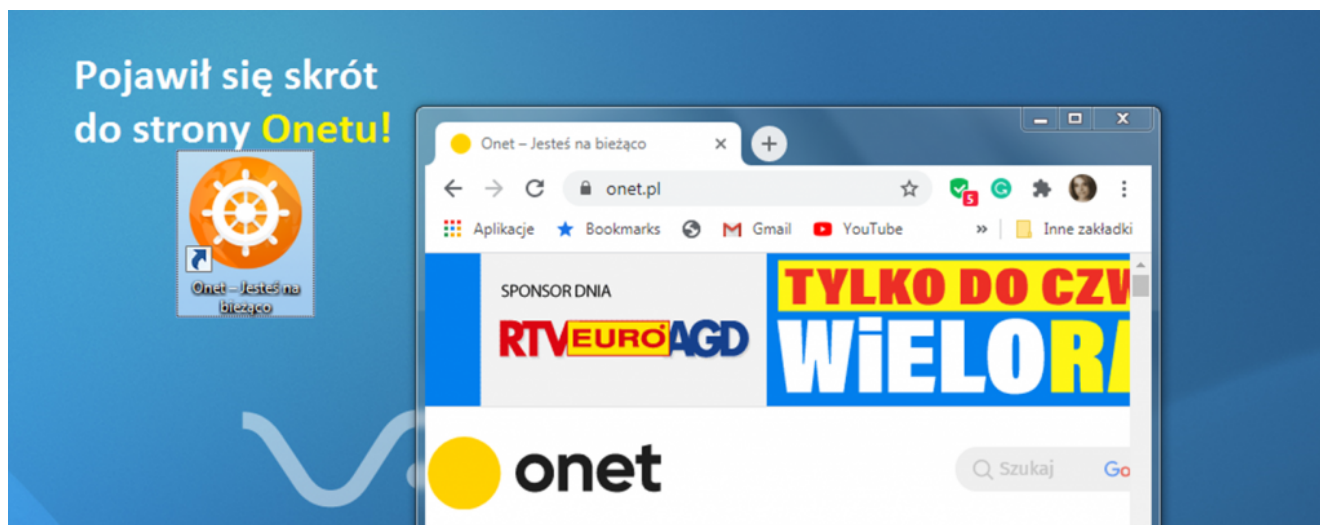 Pojawił się skrót
do strony Onetu!
Onet – Jesteś na
bieżąco
Onet – Jesteś na bieżąco
onet.pl
5
Aplikacje Bookmarks Gmail YouTube » Inne zakładki
SPONSOR DNIA
RTV EURO AGD
TYLKO DO CZW
WiELORA
onet
Szukaj Go